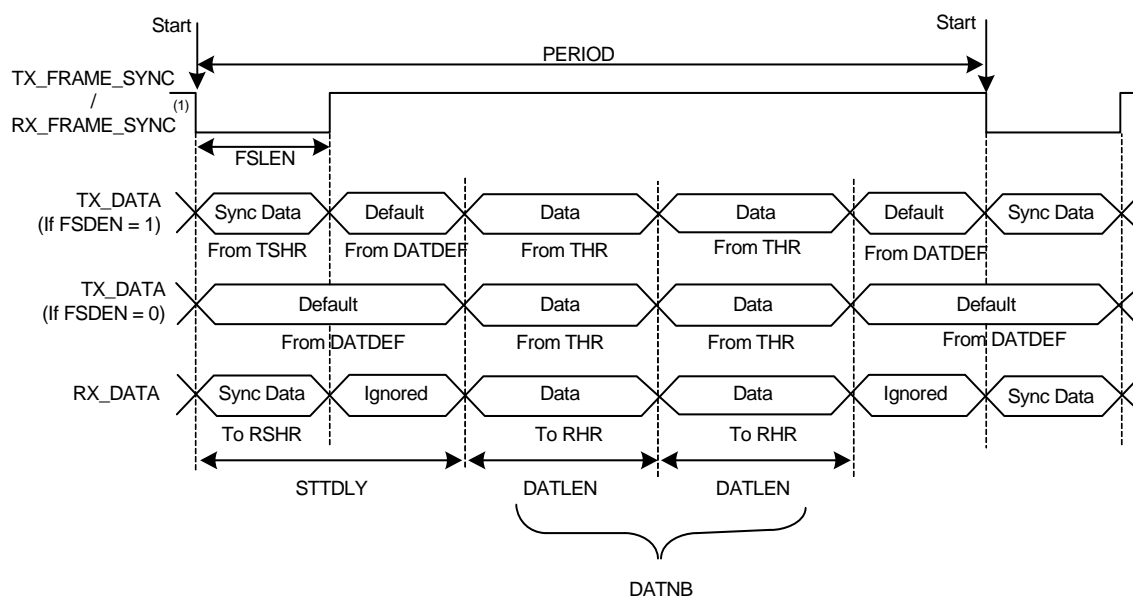 Start
Start
PERIOD
TX_FRAME_SYNC
/
RX_FRAME_SYNC
(1)
FSLEN
TX_DATA
(If FSDEN = 1)
Sync Data
Default
Data
Data
Default
Sync Data
From TSHR
From DATDEF
From THR
From THR
From DATDEF
TX_DATA
(If FSDEN = 0)
Default
Data
Data
Default
From DATDEF
From THR
From THR
From DATDEF
RX_DATA
Sync Data
Ignored
Data
Data
Ignored
Sync Data
To RSHR
To RHR
To RHR
STTDLY
DATLEN
DATLEN
DATNB